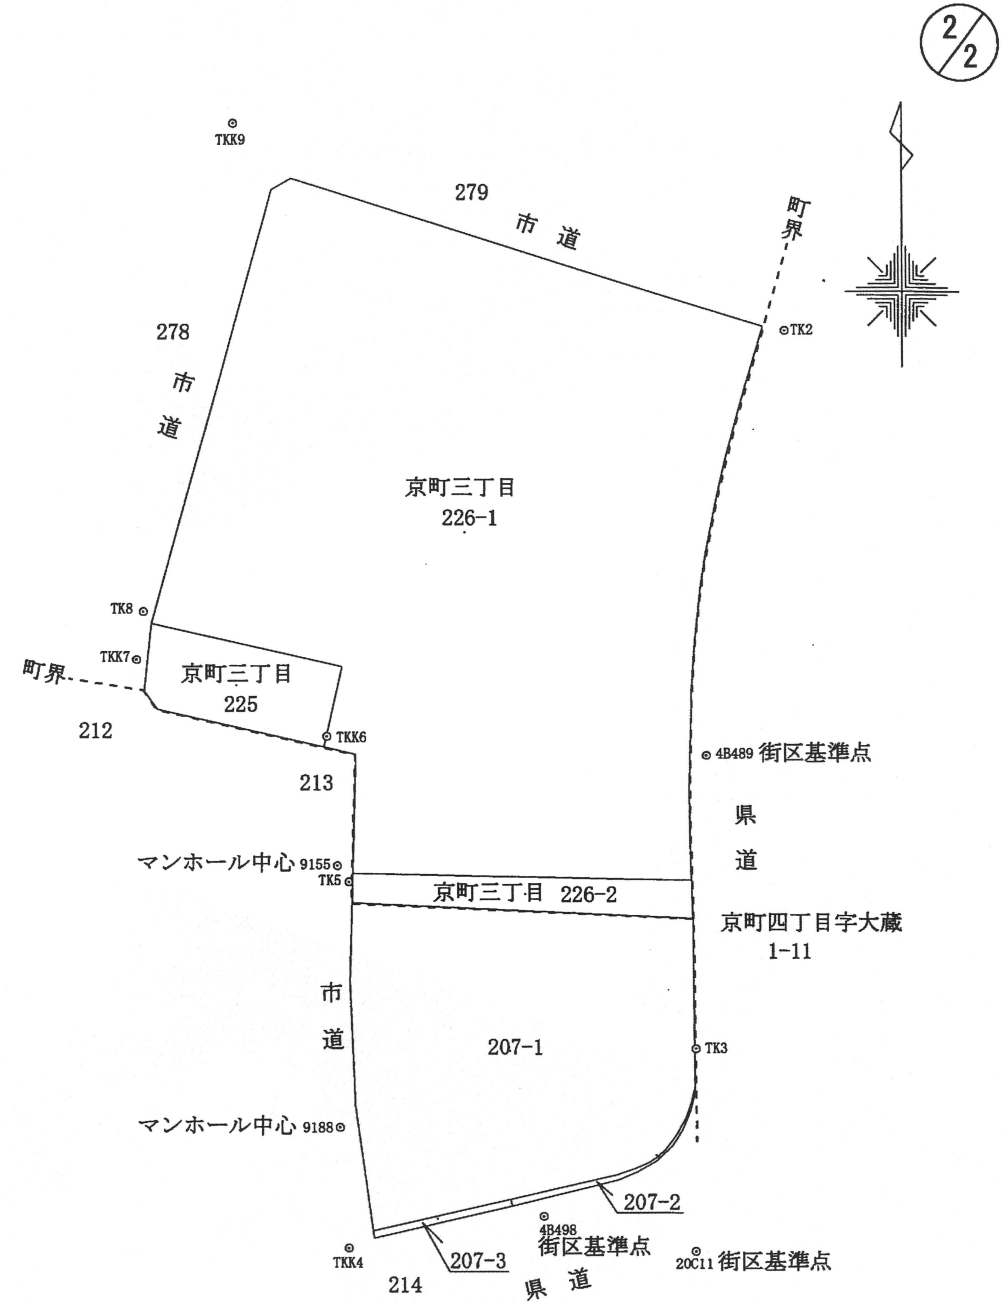 2/2
TKK9
279
市道
町界
TK2
278
市道
京町三丁目
226-1
TK8
TKK7
町界
京町三丁目
225
212
TKK6
213
4B489 街区基準点
県道
マンホール中心 9155
TK5
京町三丁目 226-2
京町四丁目字大蔵
1-11
市道
207-1
TK3
マンホール中心 9188
207-2
4B498
街区基準点
TKK4
207-3
20C11 街区基準点
214
県道